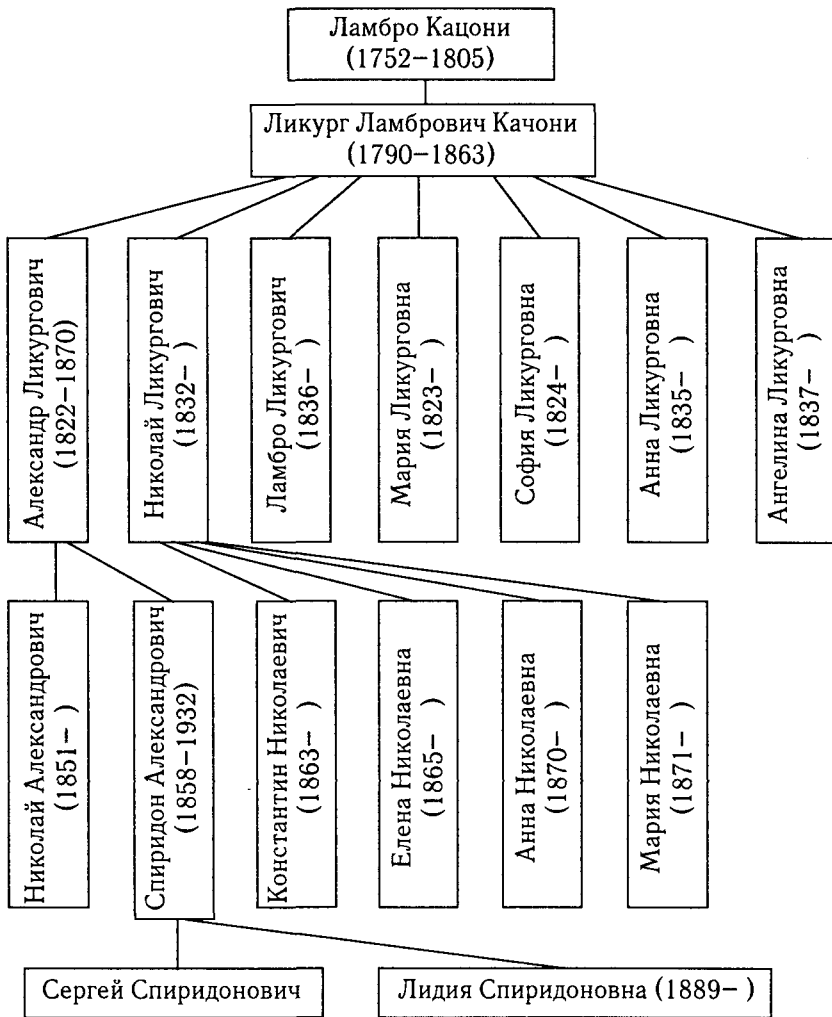 Ламбро Кацони
(1752–1805)
Ликург Ламбрович Качони
(1790–1863)
Александр Ликургович
(1822–1870)
Николай Ликургович
(1832– )
Ламбро Ликургович
(1836– )
Мария Ликурговна
(1823– )
София Ликурговна
(1824– )
Анна Ликурговна
(1835– )
Ангелина Ликурговна
(1837– )
Николай Александрович
(1851– )
Спиридон Александрович
(1858–1932)
Константин Николаевич
(1863– )
Елена Николаевна
(1865– )
Анна Николаевна
(1870– )
Мария Николаевна
(1871– )
Сергей Спиридонович
Лидия Спиридоновна (1889– )